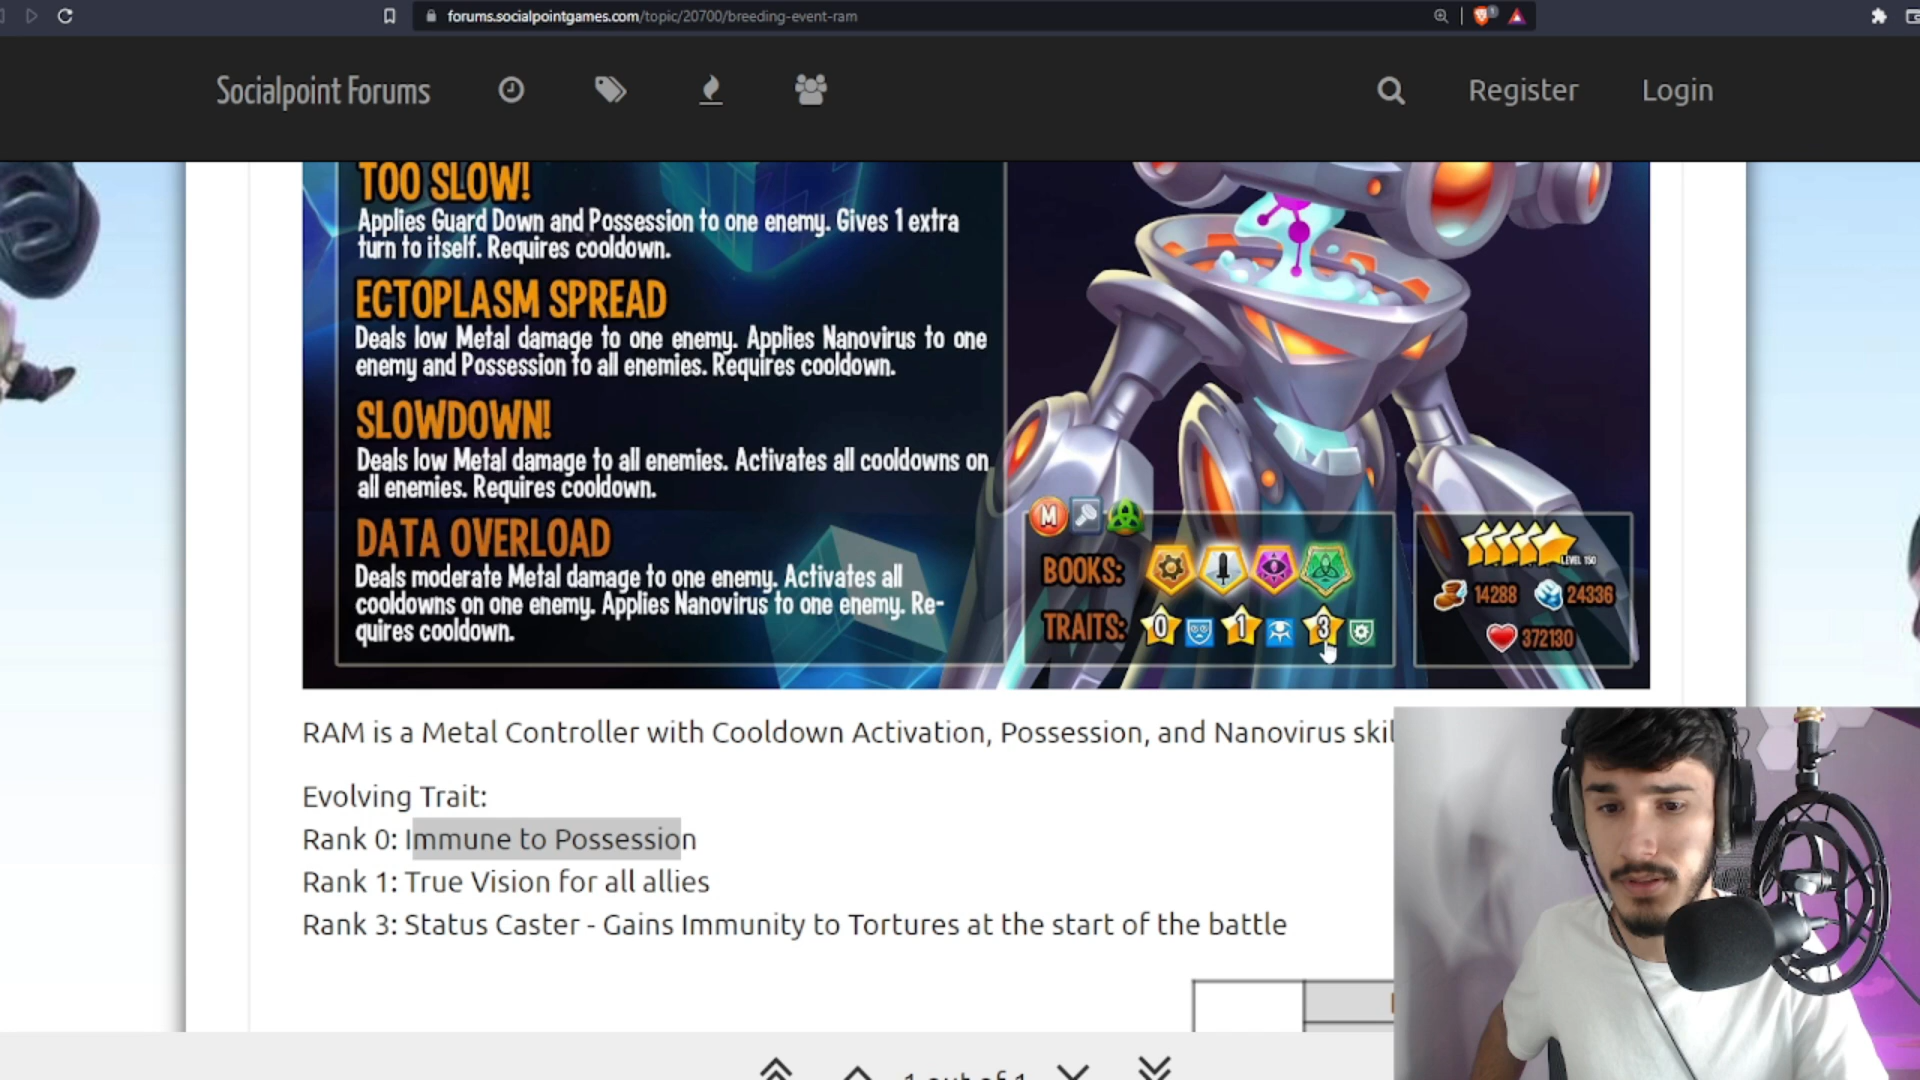 forums.socialpointgames.com/topic/20700/breeding-event-ram
Socialpoint Forums
Register
Login
TOO SLOW!
Applies Guard Down and Possession to one enemy. Gives 1 extra
turn to itself. Requires cooldown.
ECTOPLASM SPREAD
Deals low Metal damage to one enemy. Applies Nanovirus to one
enemy and Possession to all enemies. Requires cooldown.
SLOWDOWN!
Deals low Metal damage to all enemies. Activates all cooldowns on
all enemies. Requires cooldown.
DATA OVERLOAD
Deals moderate Metal damage to one enemy. Activates all
cooldowns on one enemy. Applies Nanovirus to one enemy. Re-
quires cooldown.
M
BOOKS:
TRAITS: 0 1 3
LEVEL 150
14288 24336
372130
RAM is a Metal Controller with Cooldown Activation, Possession, and Nanovirus skil
Evolving Trait:
Rank 0: Immune to Possession
Rank 1: True Vision for all allies
Rank 3: Status Caster - Gains Immunity to Tortures at the start of the battle
1 out of 1